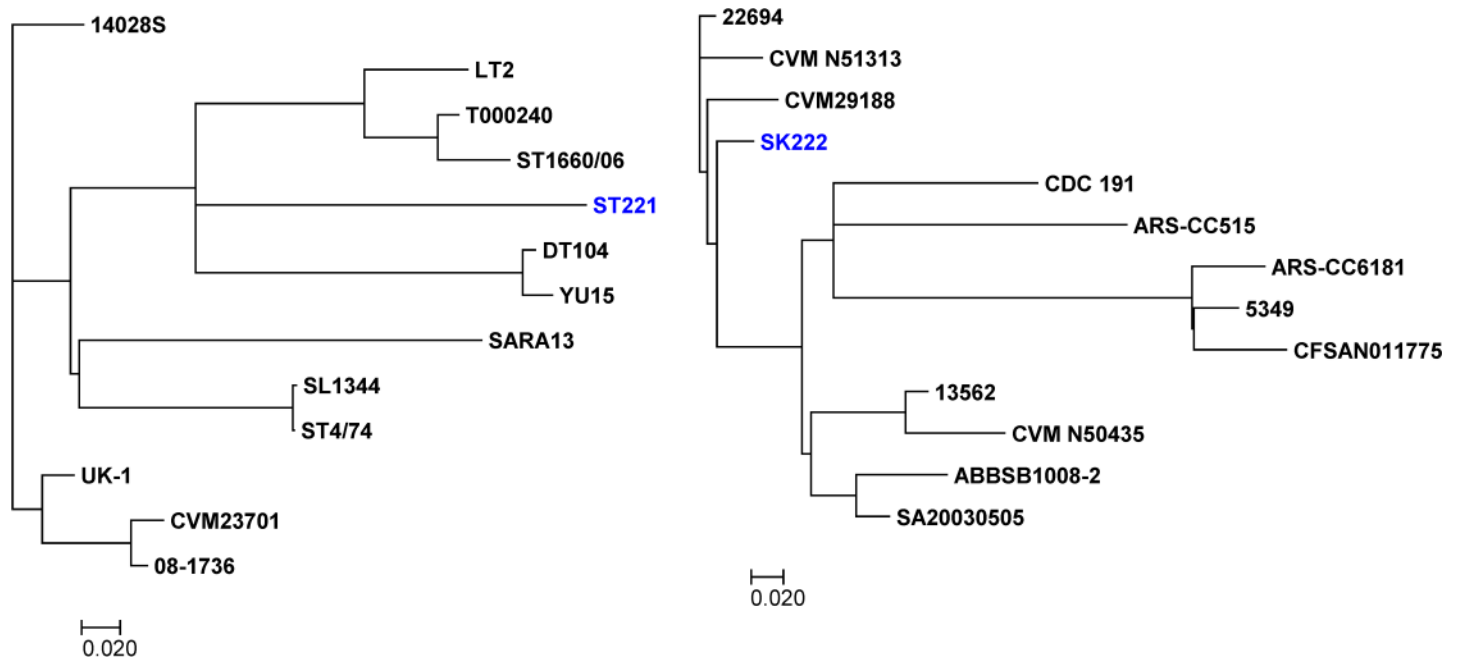 14028S
LT2
T000240
ST1660/06
ST221
DT104
YU15
SARA13
SL1344
ST4/74
UK-1
CVM23701
08-1736
0.020
22694
CVM N51313
CVM29188
SK222
CDC 191
ARS-CC515
ARS-CC6181
5349
CFSAN011775
13562
CVM N50435
ABBSB1008-2
SA20030505
0.020